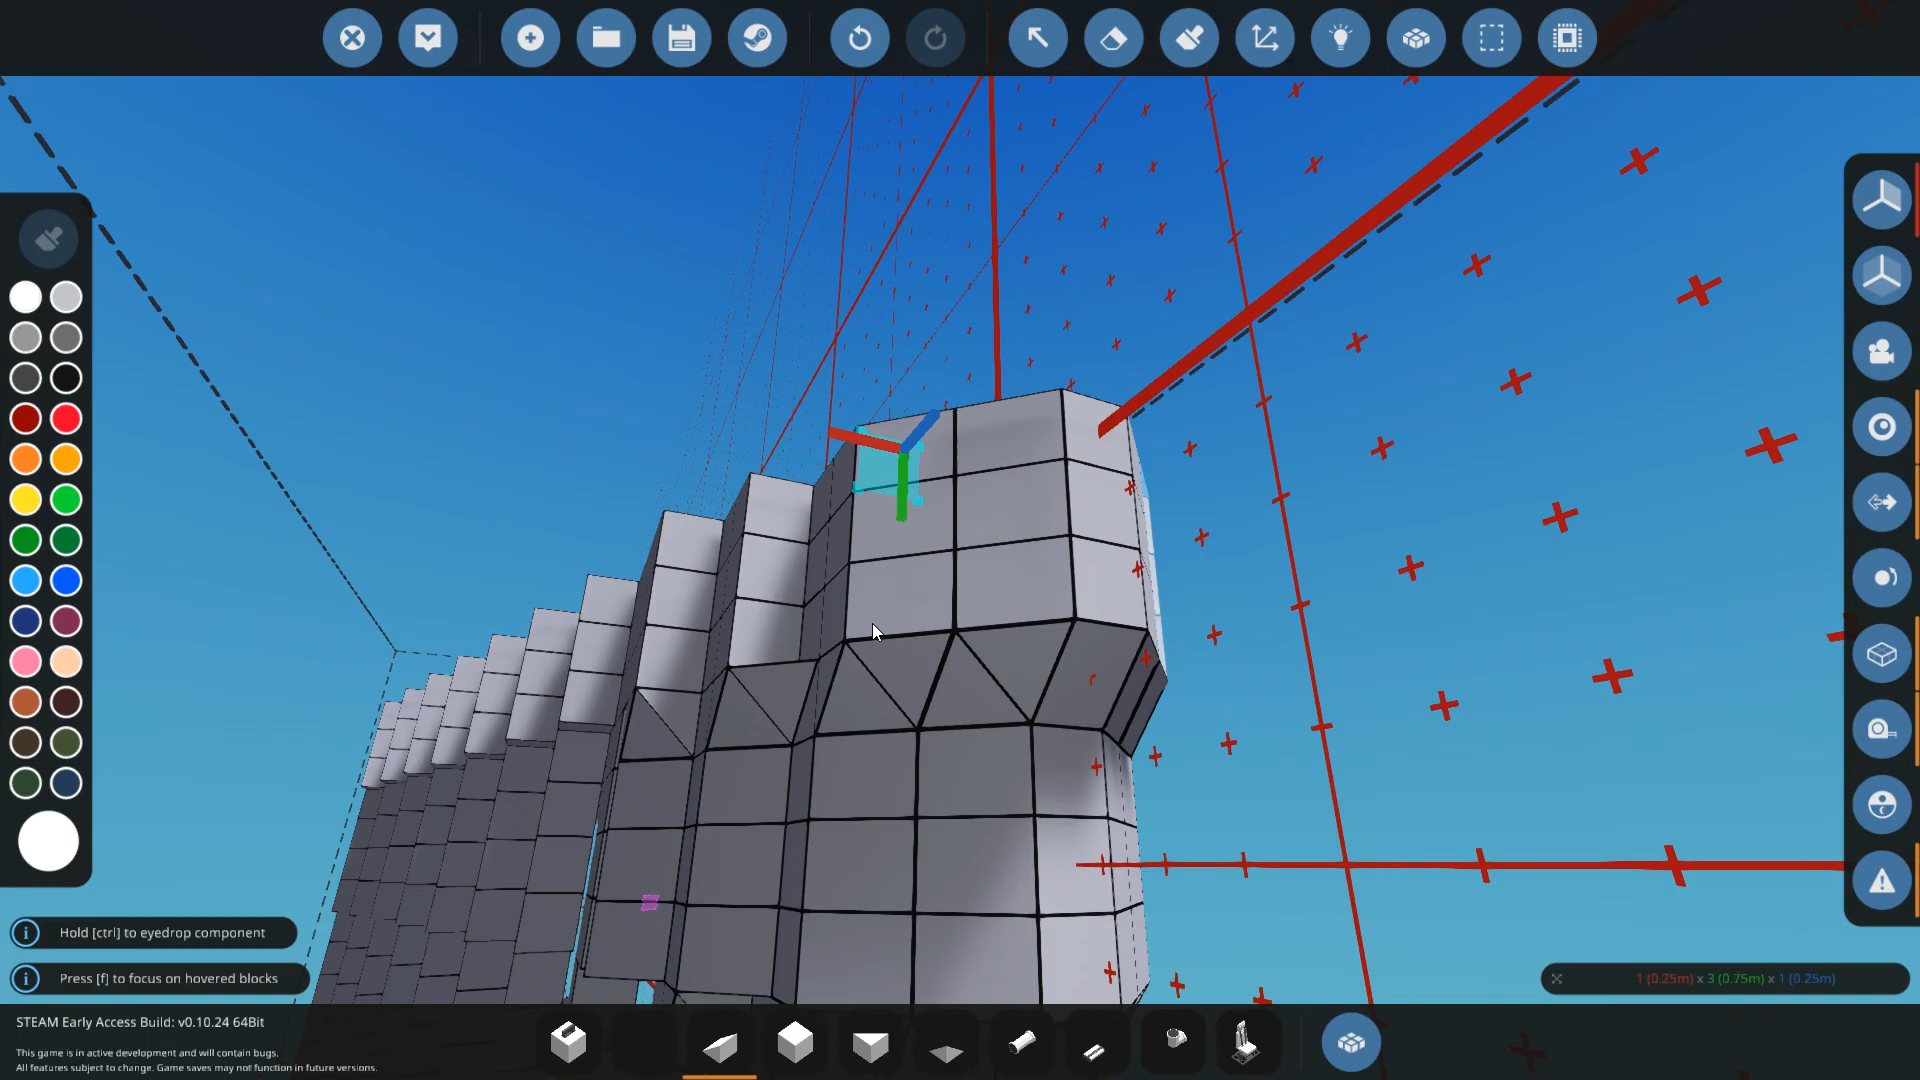 Hold [ctrl] to eyedrop component
Press [f] to focus on hovered blocks
1 (0.25m) x 3 (0.75m) x 1 (0.25m)
STEAM Early Access Build: v0.10.24 64Bit
This game is in active development and will contain bugs.
All features subject to change. Game saves may not function in future versions.